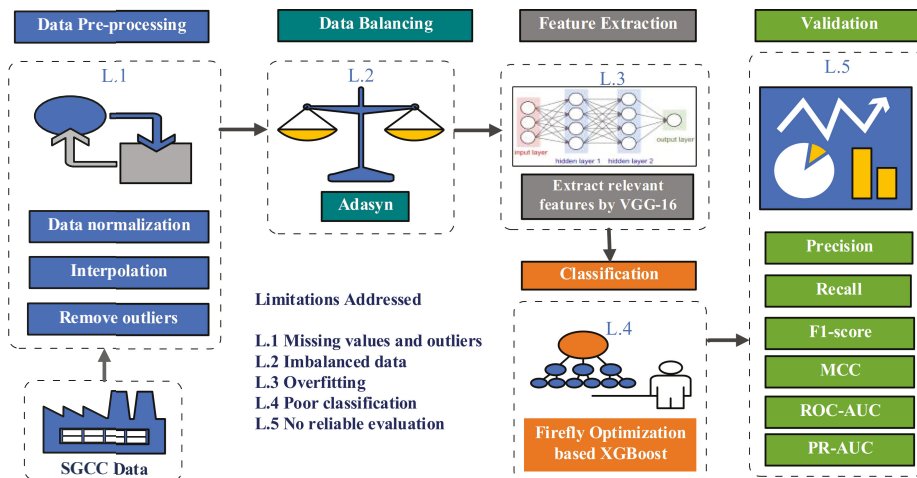 Data Pre-processing
Data Balancing
Feature Extraction
Validation
L.1
Data normalization
Interpolation
Remove outliers
SGCC Data
L.2
Adasyn
L.3
input layer
hidden layer 1
hidden layer 2
output layer
Extract relevant
features by VGG-16
Classification
L.4
Firefly Optimization
based XGBoost
Limitations Addressed
L.1 Missing values and outliers
L.2 Imbalanced data
L.3 Overfitting
L.4 Poor classification
L.5 No reliable evaluation
L.5
Precision
Recall
F1-score
MCC
ROC-AUC
PR-AUC